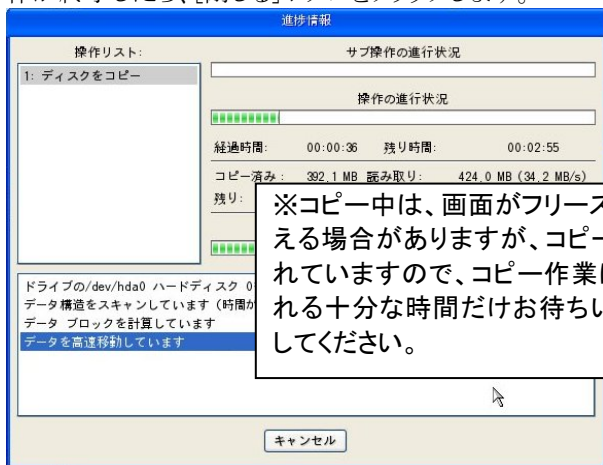 進捗情報
操作リスト:
1: ディスクをコピー
サブ操作の進行状況
操作の進行状況
経過時間: 00:00:36 残り時間: 00:02:55
コピー済み: 392.1 MB 読み取り: 424.0 MB (34.2 MB/s)
残り:
※コピー中は、画面がフリーズ
える場合がありますが、コピー
れていますので、コピー作業
れる十分な時間だけお待ちい
してください。
ドライブの/dev/hda0 ハードディスク 0
データ構造をスキャンしています (時間か
データ ブロックを計算しています
データを高速移動しています
キャンセル